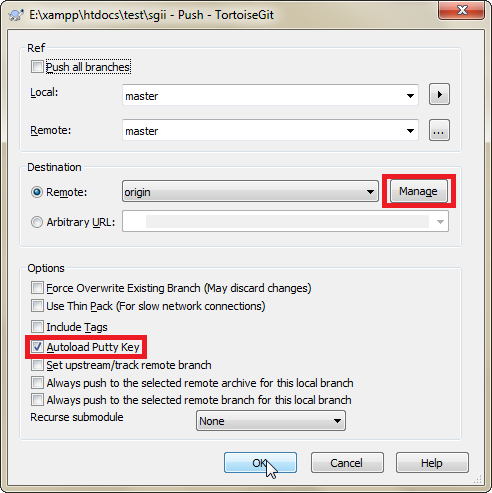 E:\xampp\htdocs\test\sgii - Push - TortoiseGit
Ref
Push all branches
Local: master
Remote: master ...
Destination
Remote: origin Manage
Arbitrary URL:
Options
Force Overwrite Existing Branch (May discard changes)
Use Thin Pack (For slow network connections)
Include Tags
Autoload Putty Key
Set upstream/track remote branch
Always push to the selected remote archive for this local branch
Always push to the selected remote branch for this local branch
Recurse submodule None
OK Cancel Help